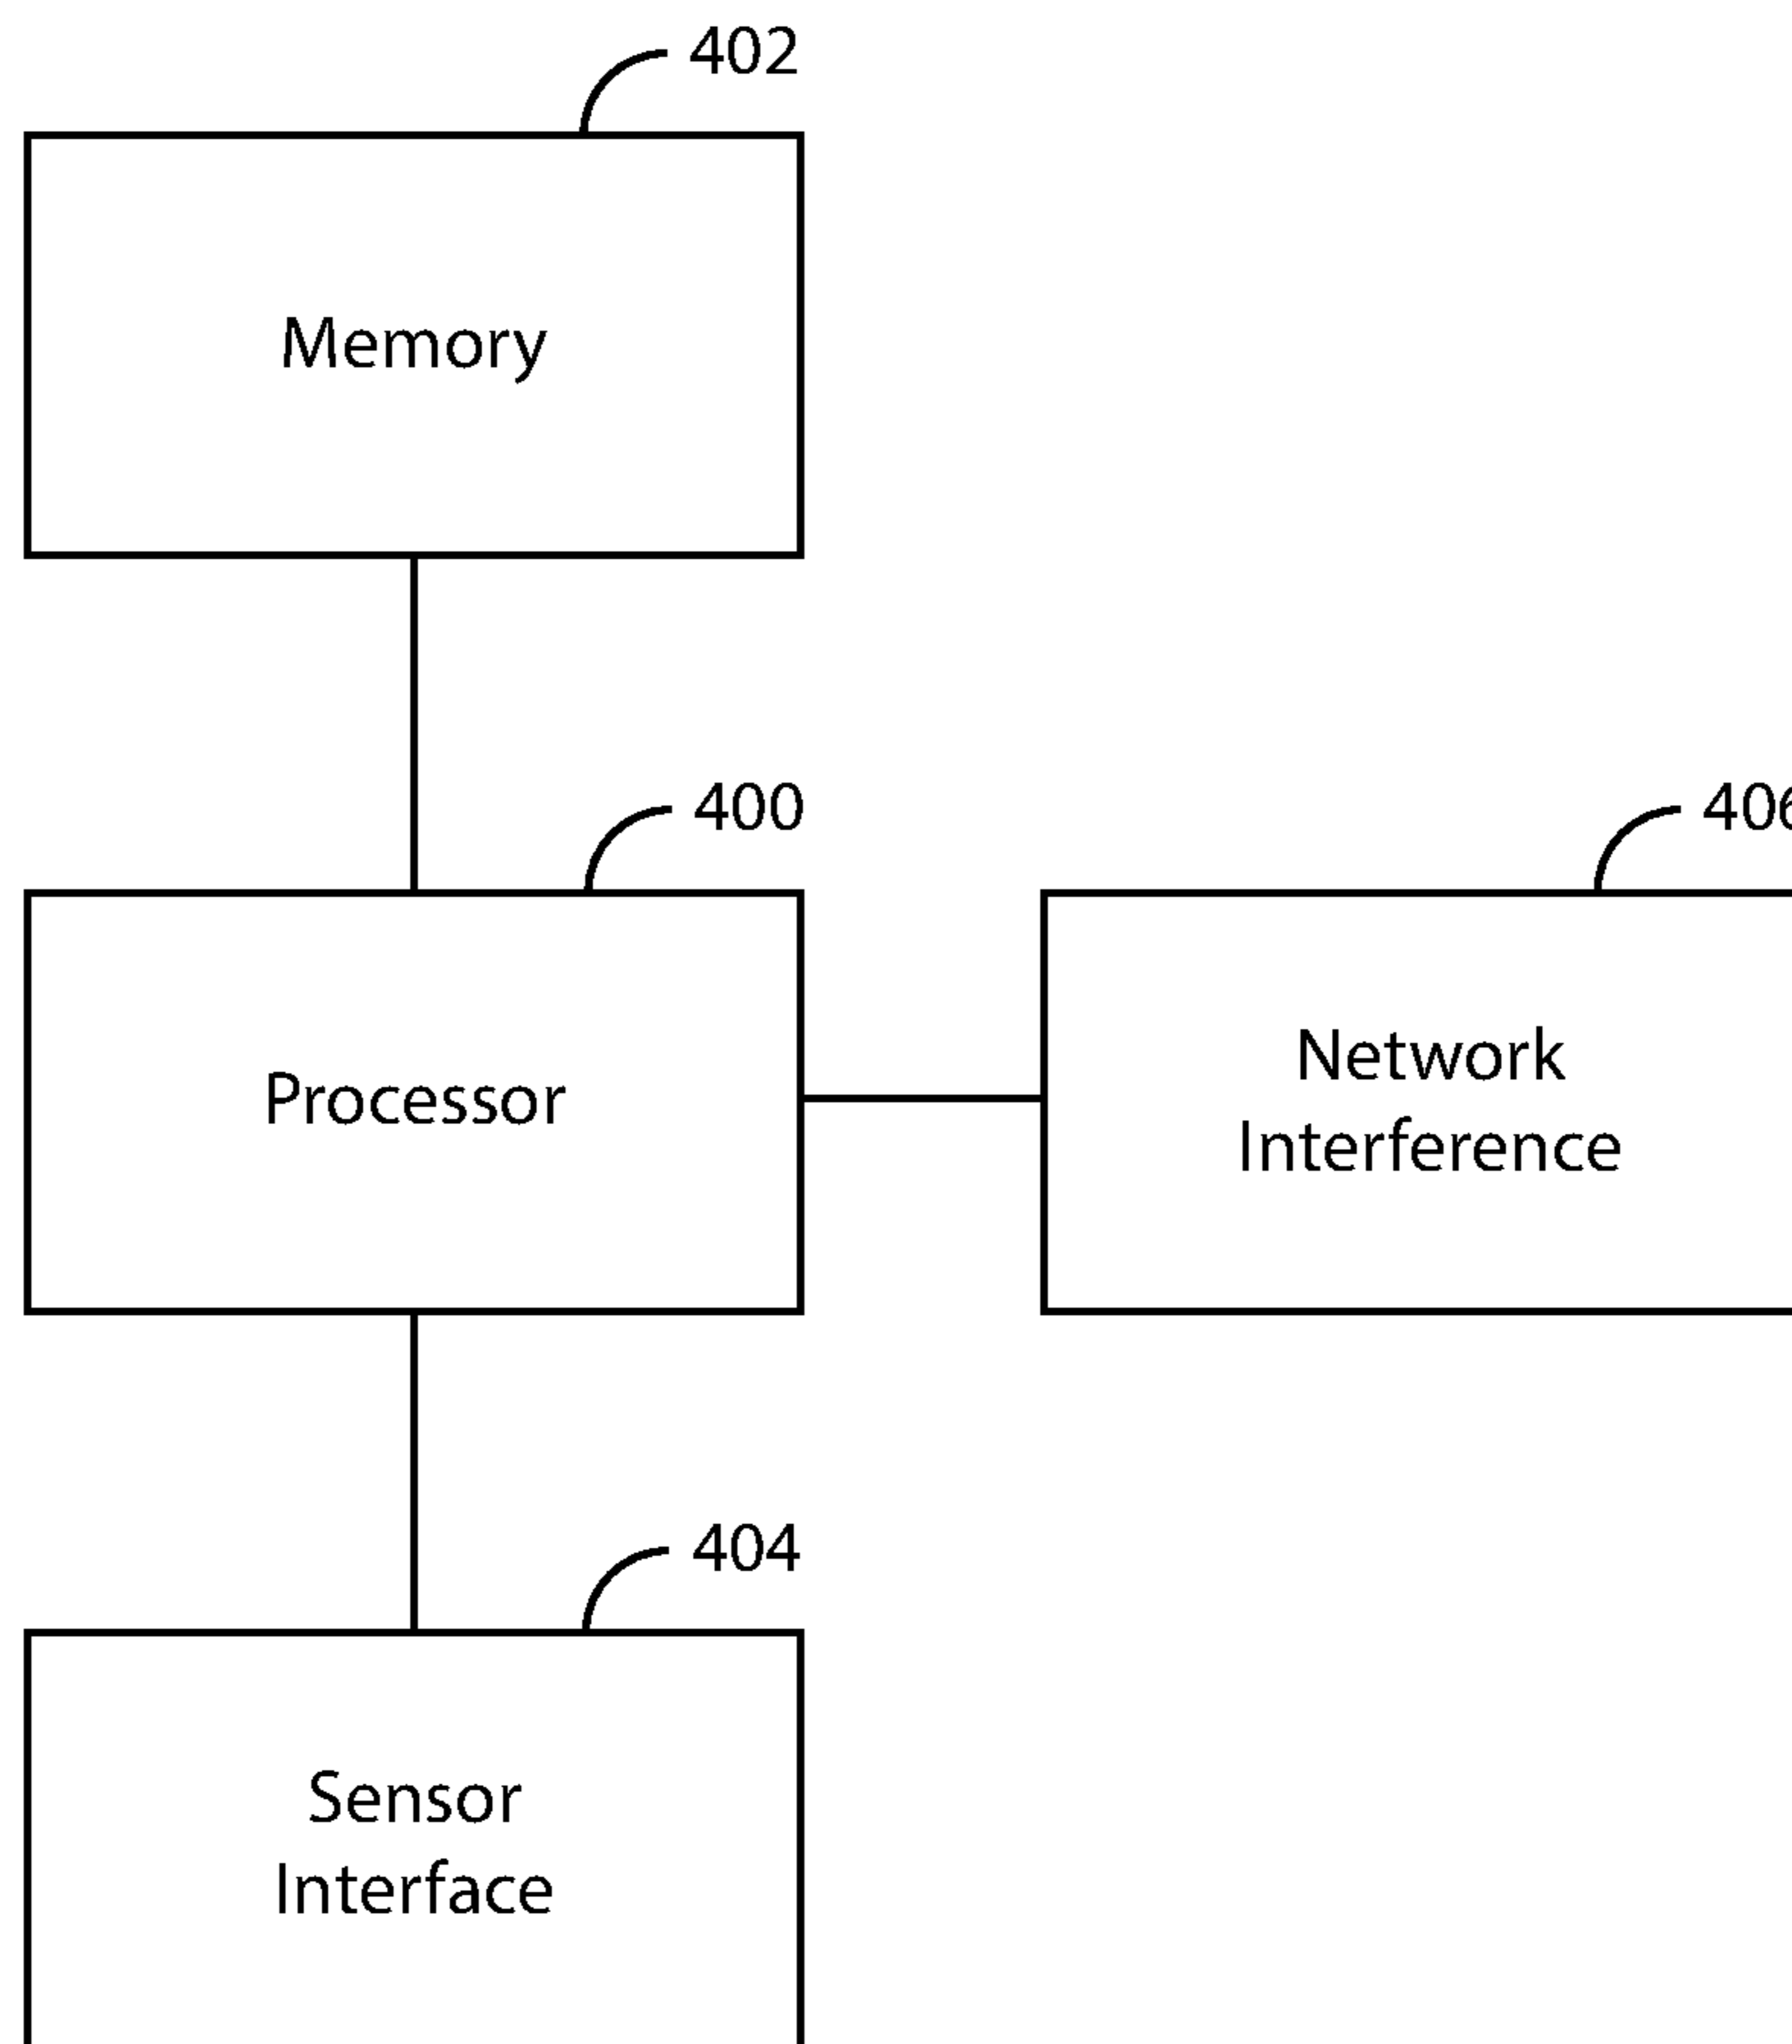 402
Memory
400
406
Processor
Network
Interference
404
Sensor
Interface